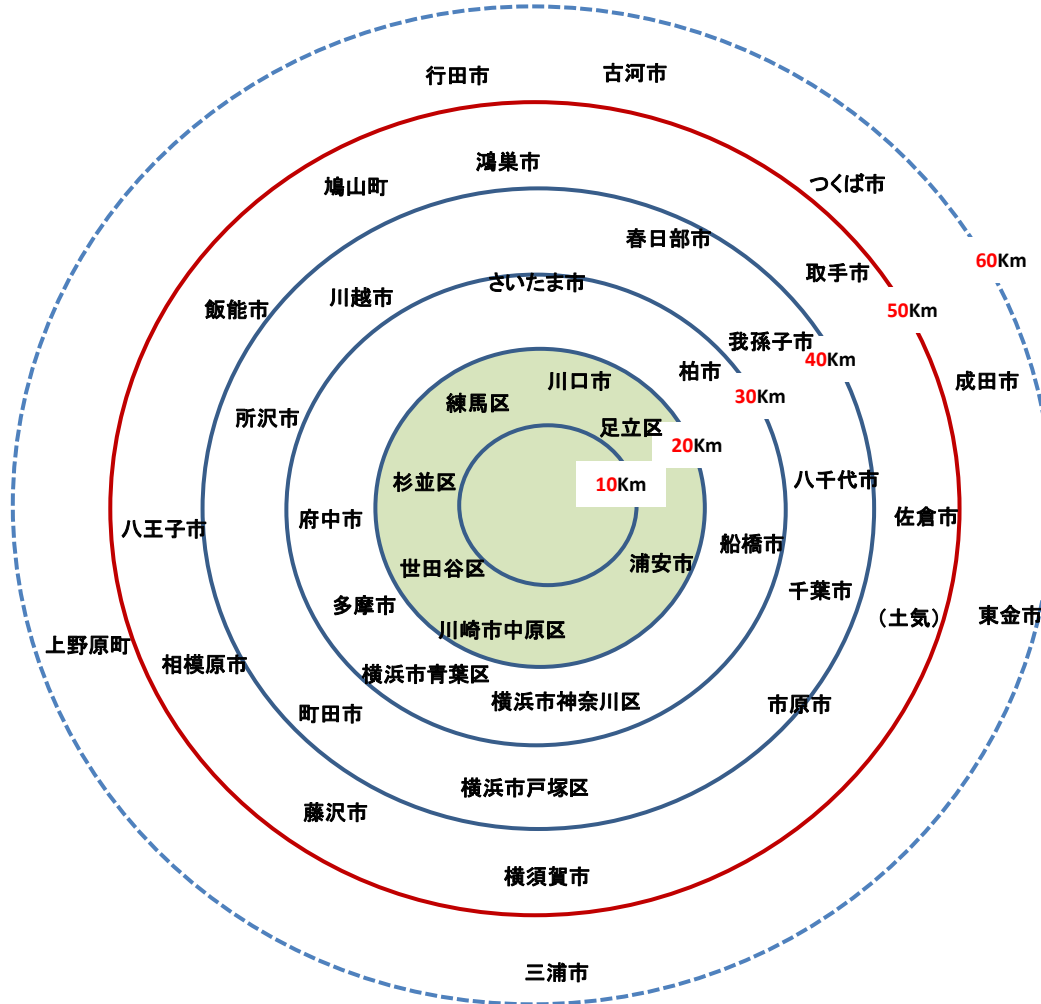 行田市
古河市
鴻巣市
鳩山町
つくば市
春日部市
60Km
取手市
さいたま市
川越市
飯能市
50Km
我孫子市
40Km
柏市
川口市
成田市
30Km
練馬区
所沢市
足立区
20Km
杉並区
10Km
八千代市
府中市
佐倉市
八王子市
船橋市
浦安市
世田谷区
千葉市
多摩市
(土気)
東金市
川崎市中原区
上野原町
相模原市
横浜市青葉区
横浜市神奈川区
市原市
町田市
横浜市戸塚区
藤沢市
横須賀市
三浦市